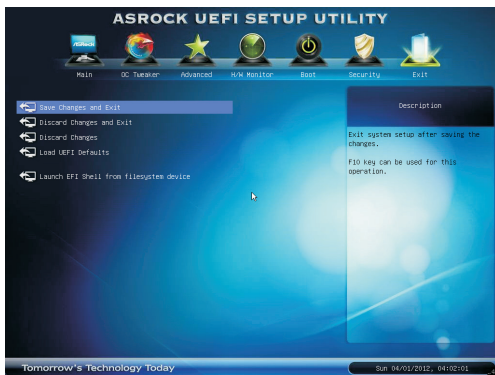 ASROCK UEFI SETUP UTILITY
ASRock
Main
OC Tweaker
Advanced
H/W Monitor
Boot
Security
Exit
Save Changes and Exit
Discard Changes and Exit
Discard Changes
Load UEFI Defaults
Launch EFI Shell from filesystem device
Description
Exit system setup after saving the
changes.
F10 key can be used for this
operation.
Tomorrow's Technology Today
Sun 04/01/2012, 04:02:01